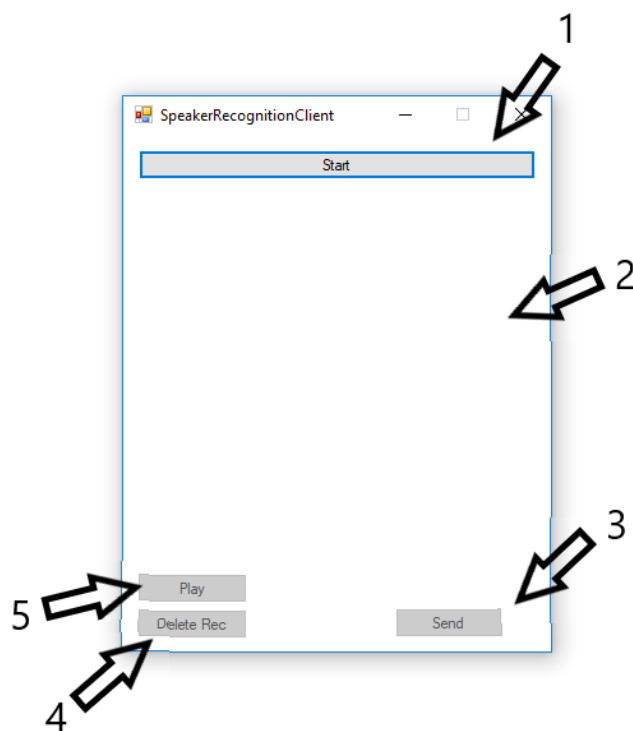 1
SpeakerRecognitionClient
Start
2
3
Play
5
Delete Rec
Send
4